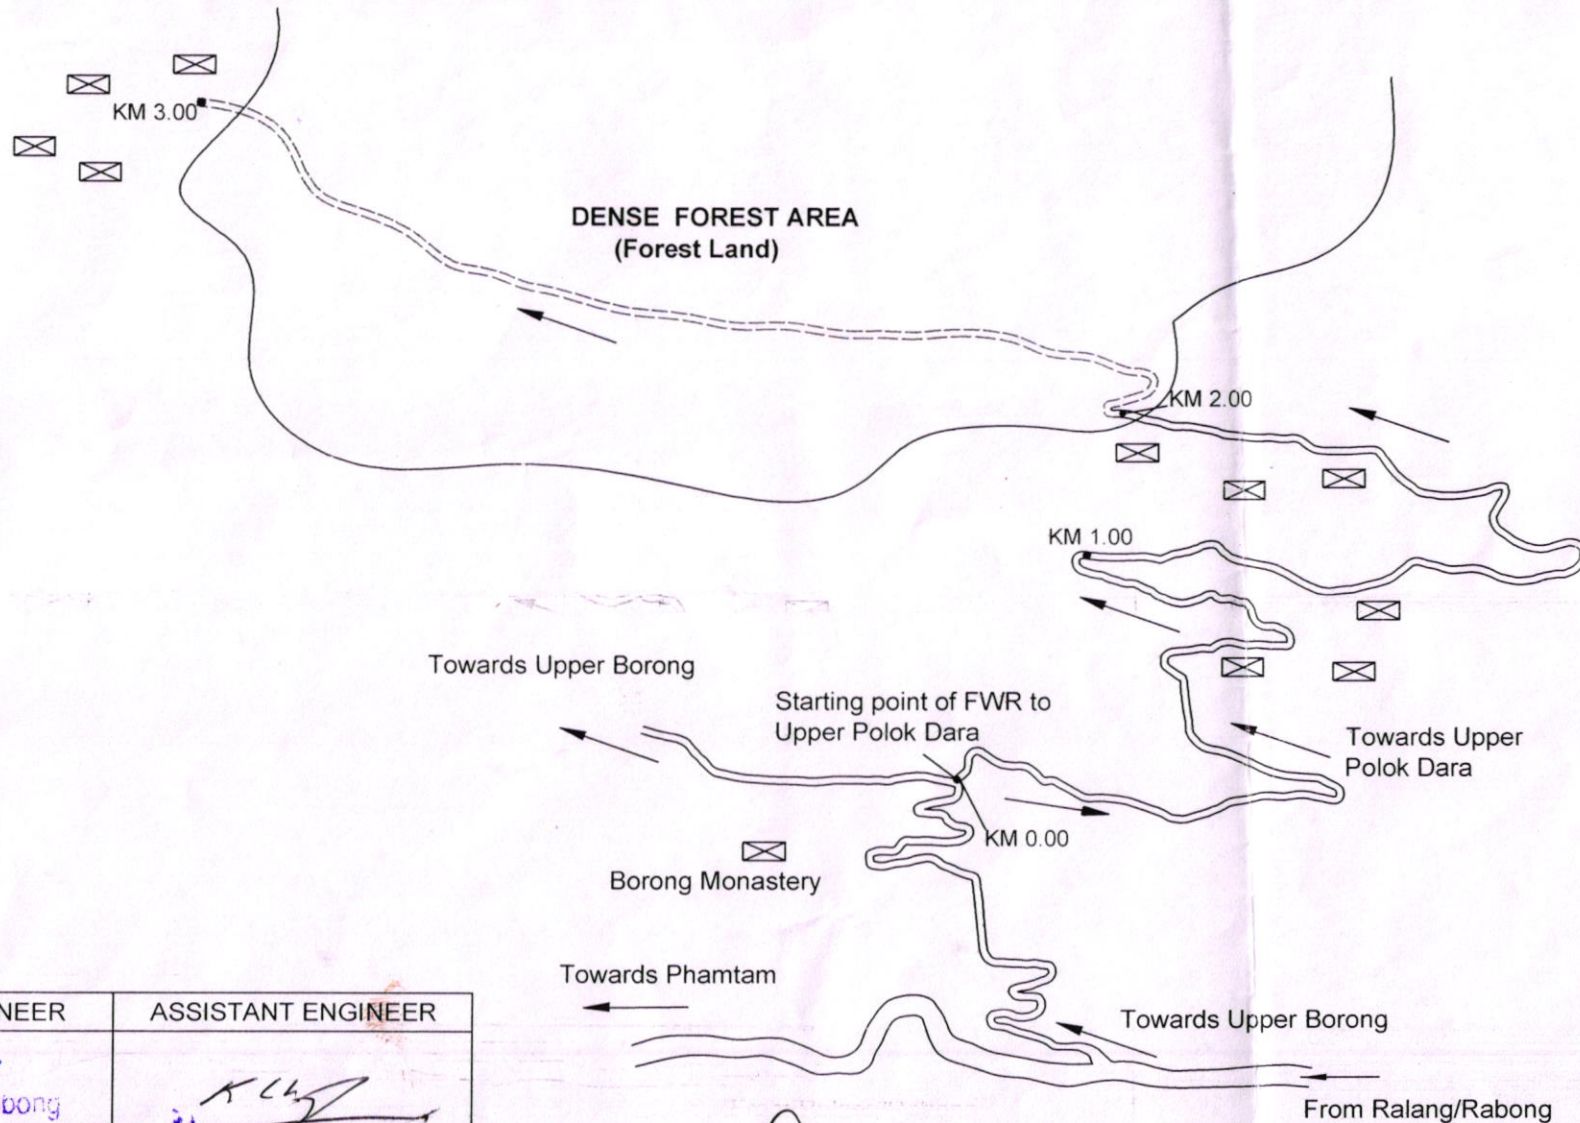 KM 3.00
DENSE FOREST AREA
(Forest Land)
KM 2.00
KM 1.00
Towards Upper Borong
Starting point of FWR to
Upper Polok Dara
Towards Upper
Polok Dara
KM 0.00
Borong Monastery
Towards Phamtam
Towards Upper Borong
From Ralang/Rabong
NEER
ASSISTANT ENGINEER
bong